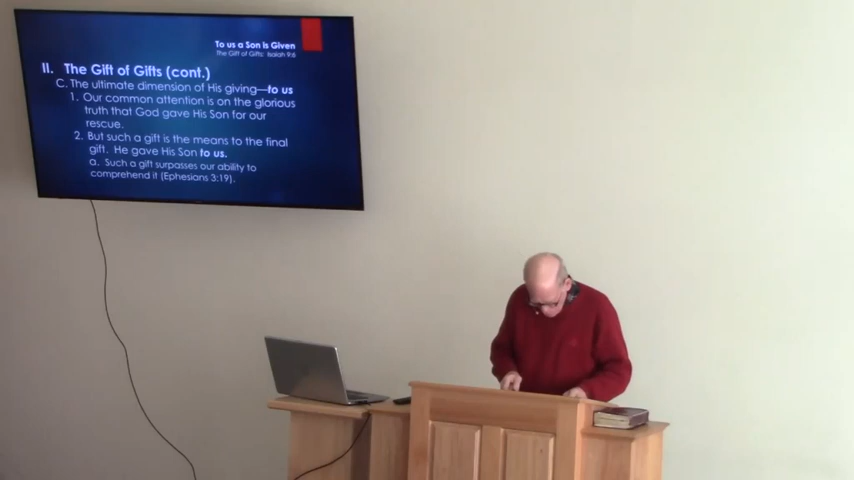 To us a Son is Given
The Gift of Gifts: Isaiah 9:6
II. The Gift of Gifts (cont.)
C. The ultimate dimension of His giving—to us
1. Our common attention is on the glorious
truth that God gave His Son for our
rescue.
2. But such a gift is the means to the final
gift. He gave His Son to us.
a. Such a gift surpasses our ability to
comprehend it (Ephesians 3:19).